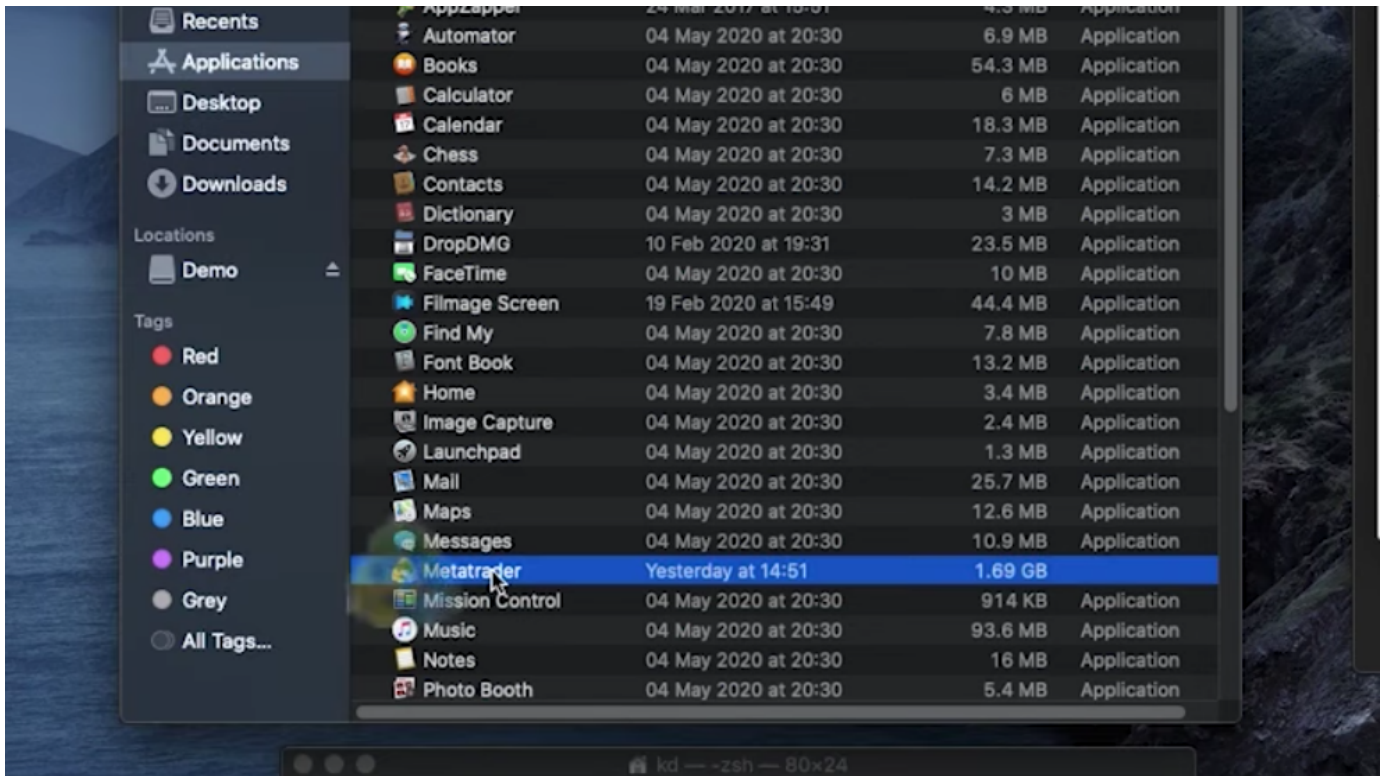 Recents
Applications
Desktop
Documents
Downloads
Locations
Demo
Tags
Red
Orange
Yellow
Green
Blue
Purple
Grey
All Tags...
AppZapper 24 Mar 2017 at 15:51 4.3 MB Application
Automator 04 May 2020 at 20:30 6.9 MB Application
Books 04 May 2020 at 20:30 54.3 MB Application
Calculator 04 May 2020 at 20:30 6 MB Application
Calendar 04 May 2020 at 20:30 18.3 MB Application
Chess 04 May 2020 at 20:30 7.3 MB Application
Contacts 04 May 2020 at 20:30 14.2 MB Application
Dictionary 04 May 2020 at 20:30 3 MB Application
DropDMG 10 Feb 2020 at 19:31 23.5 MB Application
FaceTime 04 May 2020 at 20:30 10 MB Application
Filmage Screen 19 Feb 2020 at 15:49 44.4 MB Application
Find My 04 May 2020 at 20:30 7.8 MB Application
Font Book 04 May 2020 at 20:30 13.2 MB Application
Home 04 May 2020 at 20:30 3.4 MB Application
Image Capture 04 May 2020 at 20:30 2.4 MB Application
Launchpad 04 May 2020 at 20:30 1.3 MB Application
Mail 04 May 2020 at 20:30 25.7 MB Application
Maps 04 May 2020 at 20:30 12.6 MB Application
Messages 04 May 2020 at 20:30 10.9 MB Application
Metatrader Yesterday at 14:51 1.69 GB
Mission Control 04 May 2020 at 20:30 914 KB Application
Music 04 May 2020 at 20:30 93.6 MB Application
Notes 04 May 2020 at 20:30 16 MB Application
Photo Booth 04 May 2020 at 20:30 5.4 MB Application
kd — -zsh — 80×24